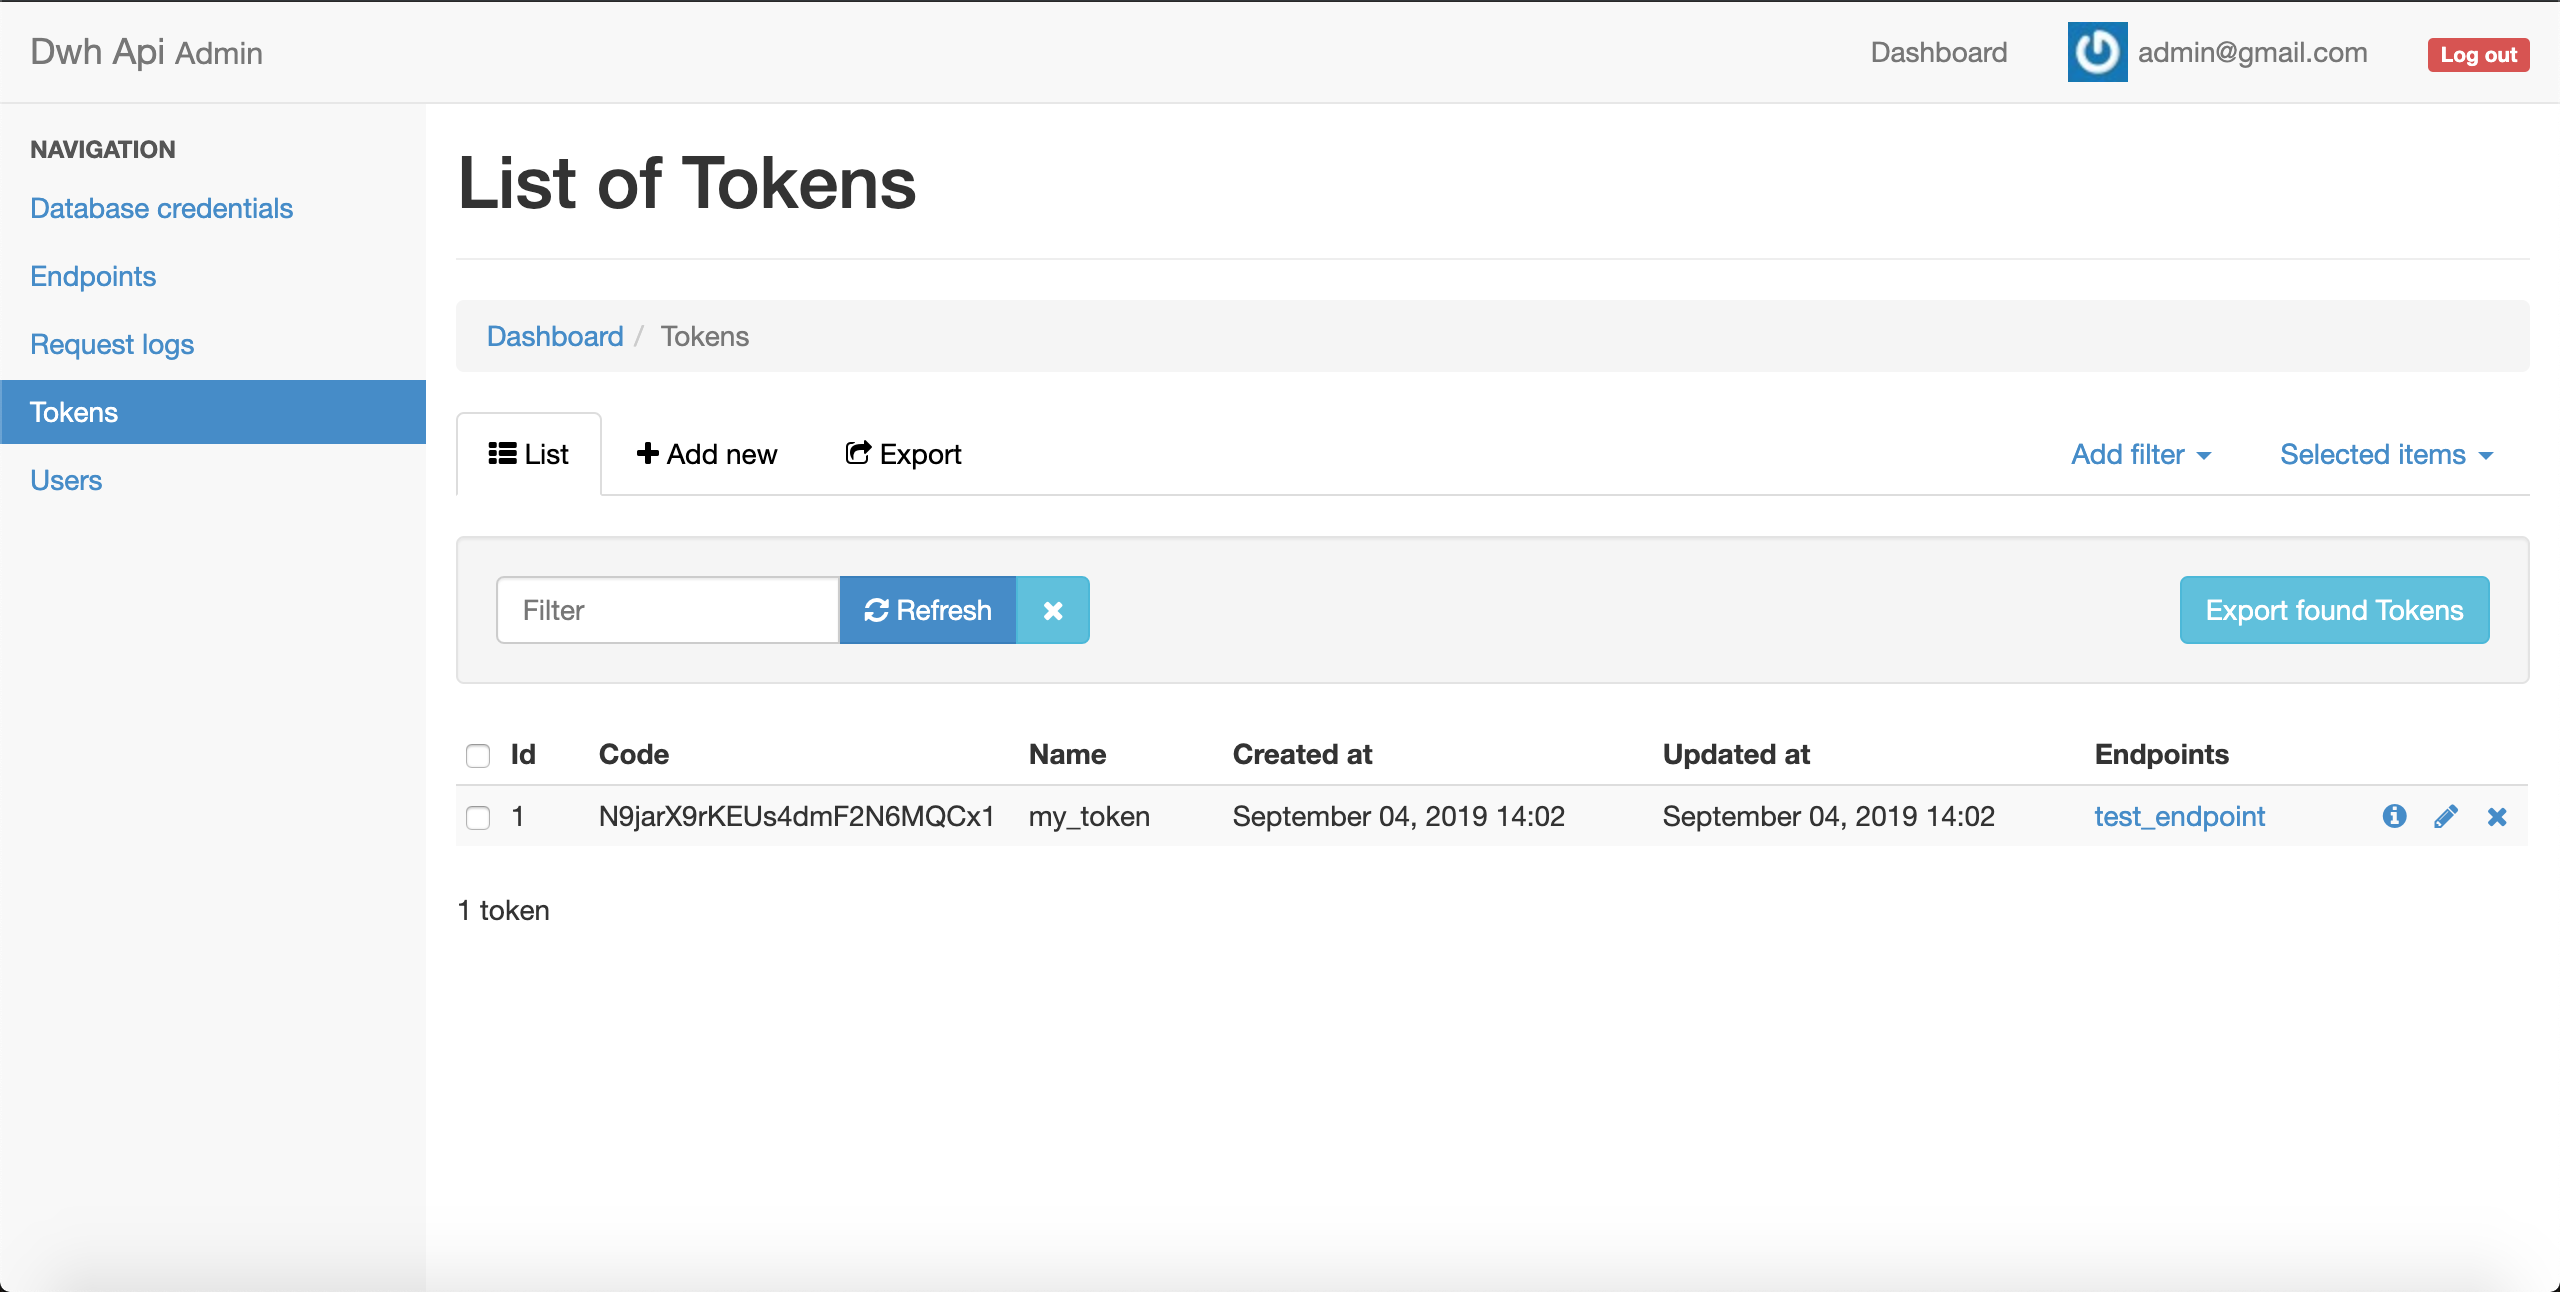 Dwh Api Admin
Dashboard
admin@gmail.com
Log out
NAVIGATION
Database credentials
Endpoints
Request logs
Tokens
Users
List of Tokens
Dashboard / Tokens
List
Add new
Export
Add filter
Selected items
Filter
Refresh
Export found Tokens
Id Code Name Created at Updated at Endpoints
1 N9jarX9rKEUs4dmF2N6MQCx1 my_token September 04, 2019 14:02 September 04, 2019 14:02 test_endpoint
1 token